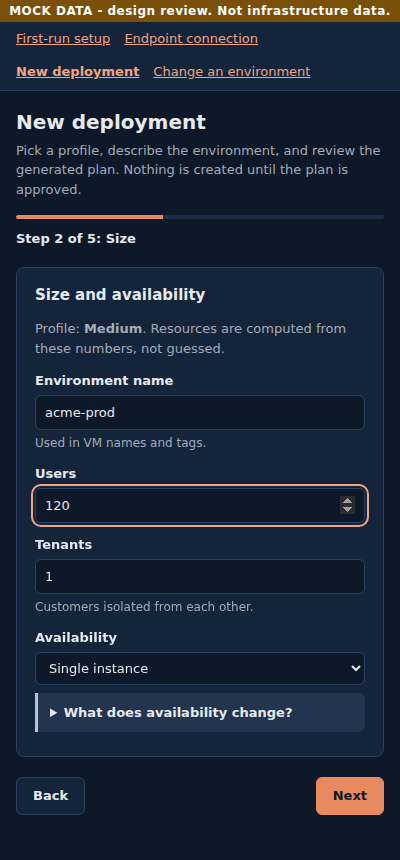 MOCK DATA - design review. Not infrastructure data.
First-run setup Endpoint connection
New deployment Change an environment
New deployment
Pick a profile, describe the environment, and review the
generated plan. Nothing is created until the plan is
approved.
Step 2 of 5: Size
Size and availability
Profile: Medium. Resources are computed from
these numbers, not guessed.
Environment name
acme-prod
Used in VM names and tags.
Users
120
Tenants
1
Customers isolated from each other.
Availability
Single instance
What does availability change?
Back Next